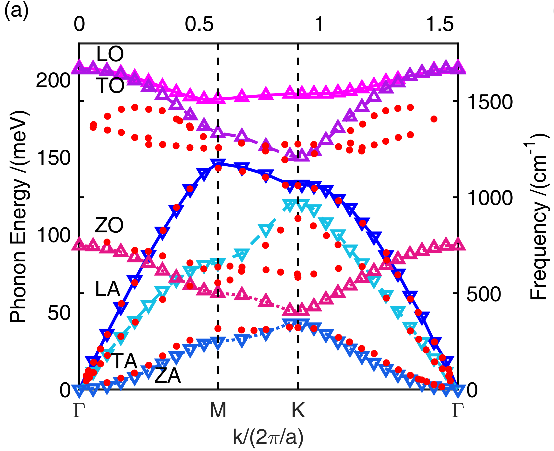 (a)
0 0.5 1 1.5
LO
TO
ZO
LA
TA
ZA
200
150
100
50
0
Phonon Energy /(meV)
1500
1000
500
0
Frequency /(cm⁻¹)
Γ M K Γ
k/(2π/a)